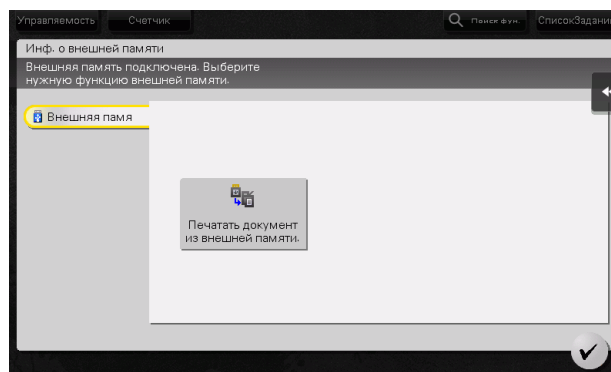 Управляемость Счетчик Поиск фун. СписокЗадани
Инф. о внешней памяти
Внешняя память подключена. Выберите
нужную функцию внешней памяти.
Внешняя памя
Печатать документ
из внешней памяти.